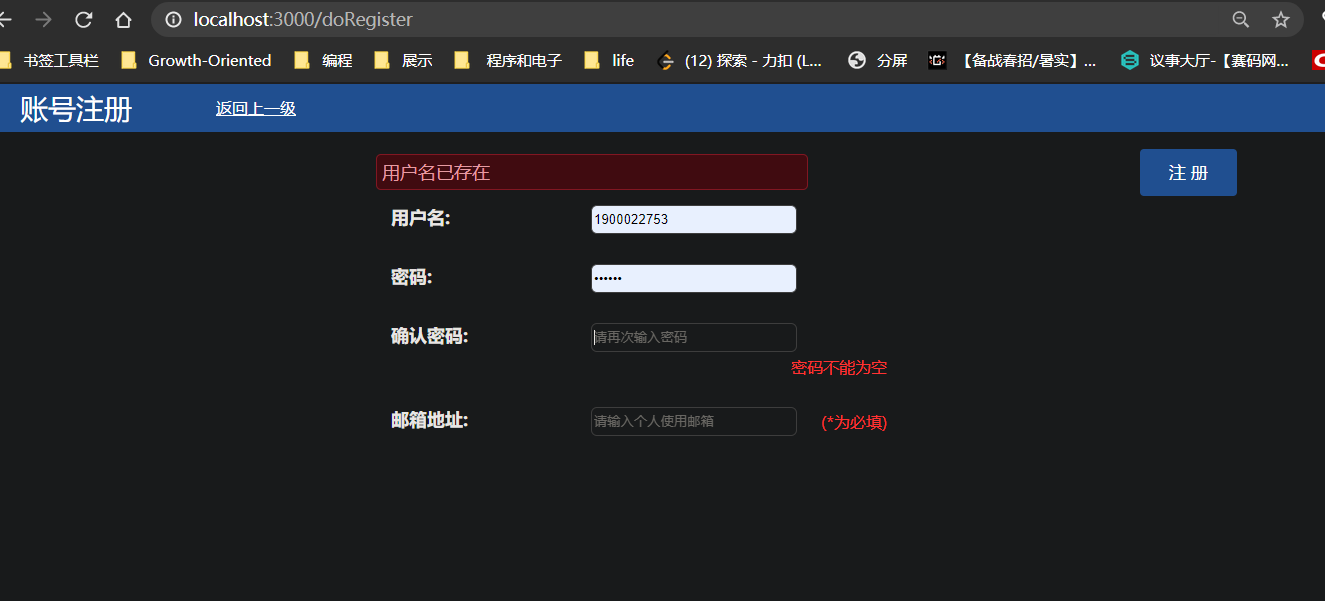 localhost:3000/doRegister
书签工具栏 Growth-Oriented 编程 展示 程序和电子 life (12) 探索 - 力扣 (L... 分屏 【备战春招/暑实】... 议事大厅-【赛码网...
账号注册 返回上一级
用户名已存在 注 册
用户名: 1900022753
密码: ••••••
确认密码: 请再次输入密码
密码不能为空
邮箱地址: 请输入个人使用邮箱 (*为必填)